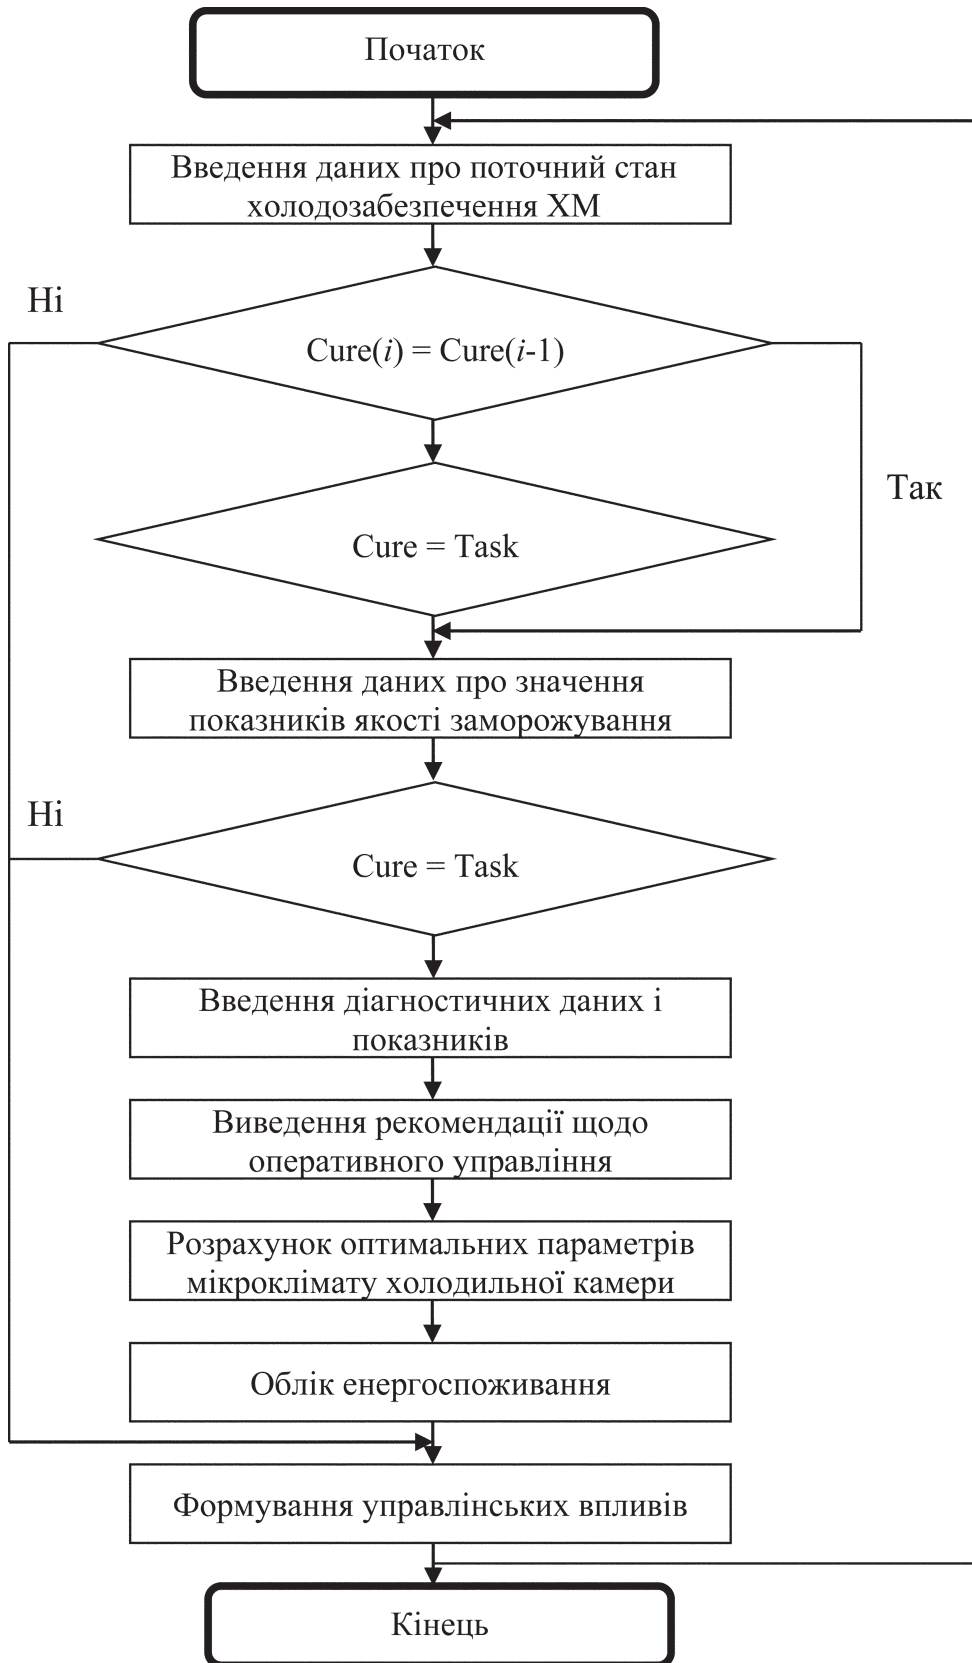 Початок
Введення даних про поточний стан
холодозабезпечення ХМ
Ні
Cure(i) = Cure(i-1)
Так
Cure = Task
Введення даних про значення
показників якості заморожування
Ні
Cure = Task
Введення діагностичних даних і
показників
Виведення рекомендації щодо
оперативного управління
Розрахунок оптимальних параметрів
мікроклімату холодильної камери
Облік енергоспоживання
Формування управлінських впливів
Кінець